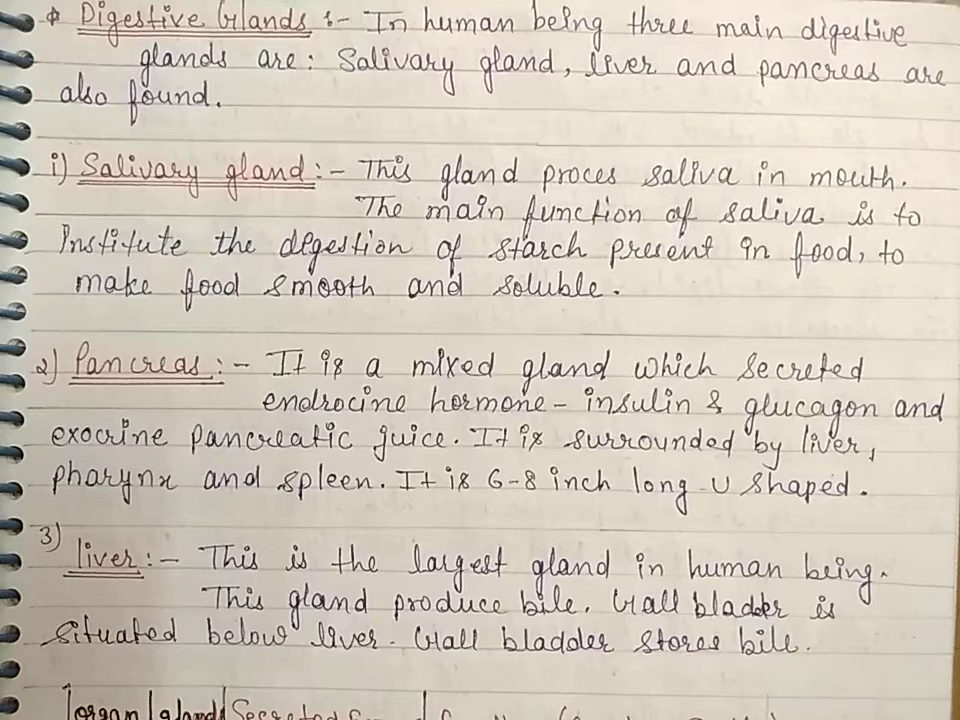 * Digestive Glands :- In human being three main digestive
glands are: Salivary gland, liver and pancreas are
also found.
i) Salivary gland :- This gland proces saliva in mouth.
The main function of saliva is to
Institute the digestion of starch present in food, to
make food smooth and soluble.
2) Pancreas :- It is a mixed gland which secreted
endrocine hormone - insulin & glucagon and
exocrine pancreatic juice. It is surrounded by liver,
pharynx and spleen. It is 6-8 inch long U shaped.
3) liver :- This is the largest gland in human being.
This gland produce bile. Gall bladder is
situated below liver. Gall bladder stores bile.
organ | gland | Secreted